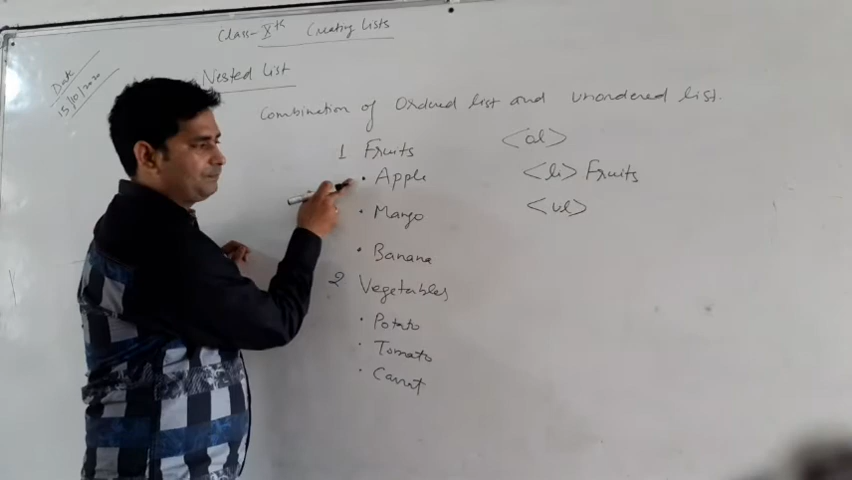 Class-Xth Creating Lists
Date
15/10/2020
Nested List
Combination of Ordered list and unordered list.
1 Fruits
• Apple
• Mango
• Banana
2 Vegetables
• Potato
• Tomato
• Carrot
<ol>
<li> Fruits
<ul>